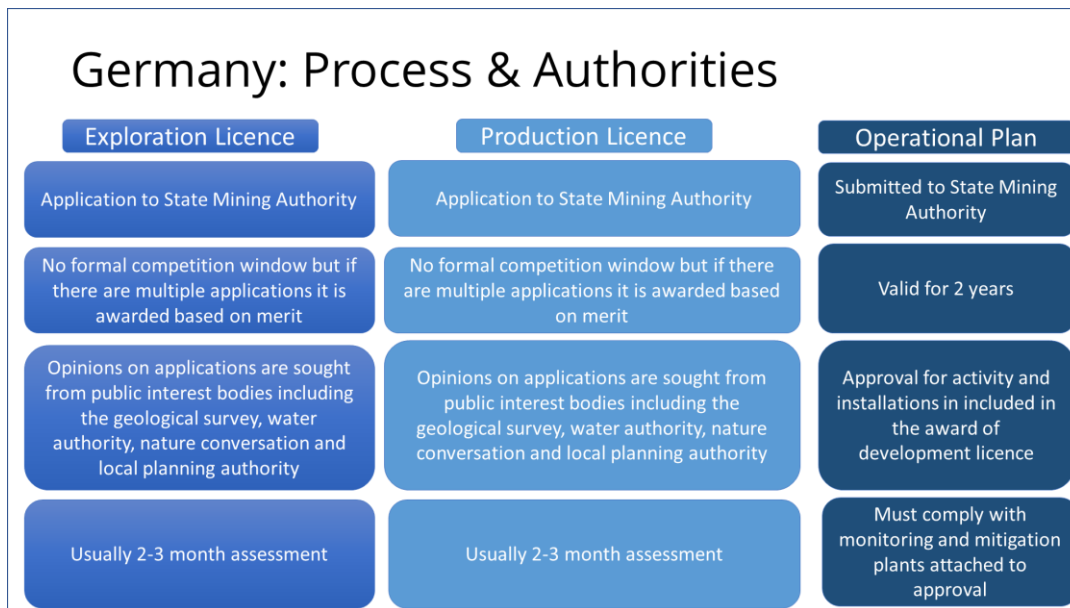 Germany: Process & Authorities
Exploration Licence
Application to State Mining Authority
No formal competition window but if
there are multiple applications it is
awarded based on merit
Opinions on applications are sought
from public interest bodies including
the geological survey, water
authority, nature conversation and
local planning authority
Usually 2-3 month assessment
Production Licence
Application to State Mining Authority
No formal competition window but if there
are multiple applications it is awarded based
on merit
Opinions on applications are sought from
public interest bodies including the
geological survey, water authority, nature
conversation and local planning authority
Usually 2-3 month assessment
Operational Plan
Submitted to State Mining
Authority
Valid for 2 years
Approval for activity and
installations in included in
the award of
development licence
Must comply with
monitoring and mitigation
plants attached to
approval